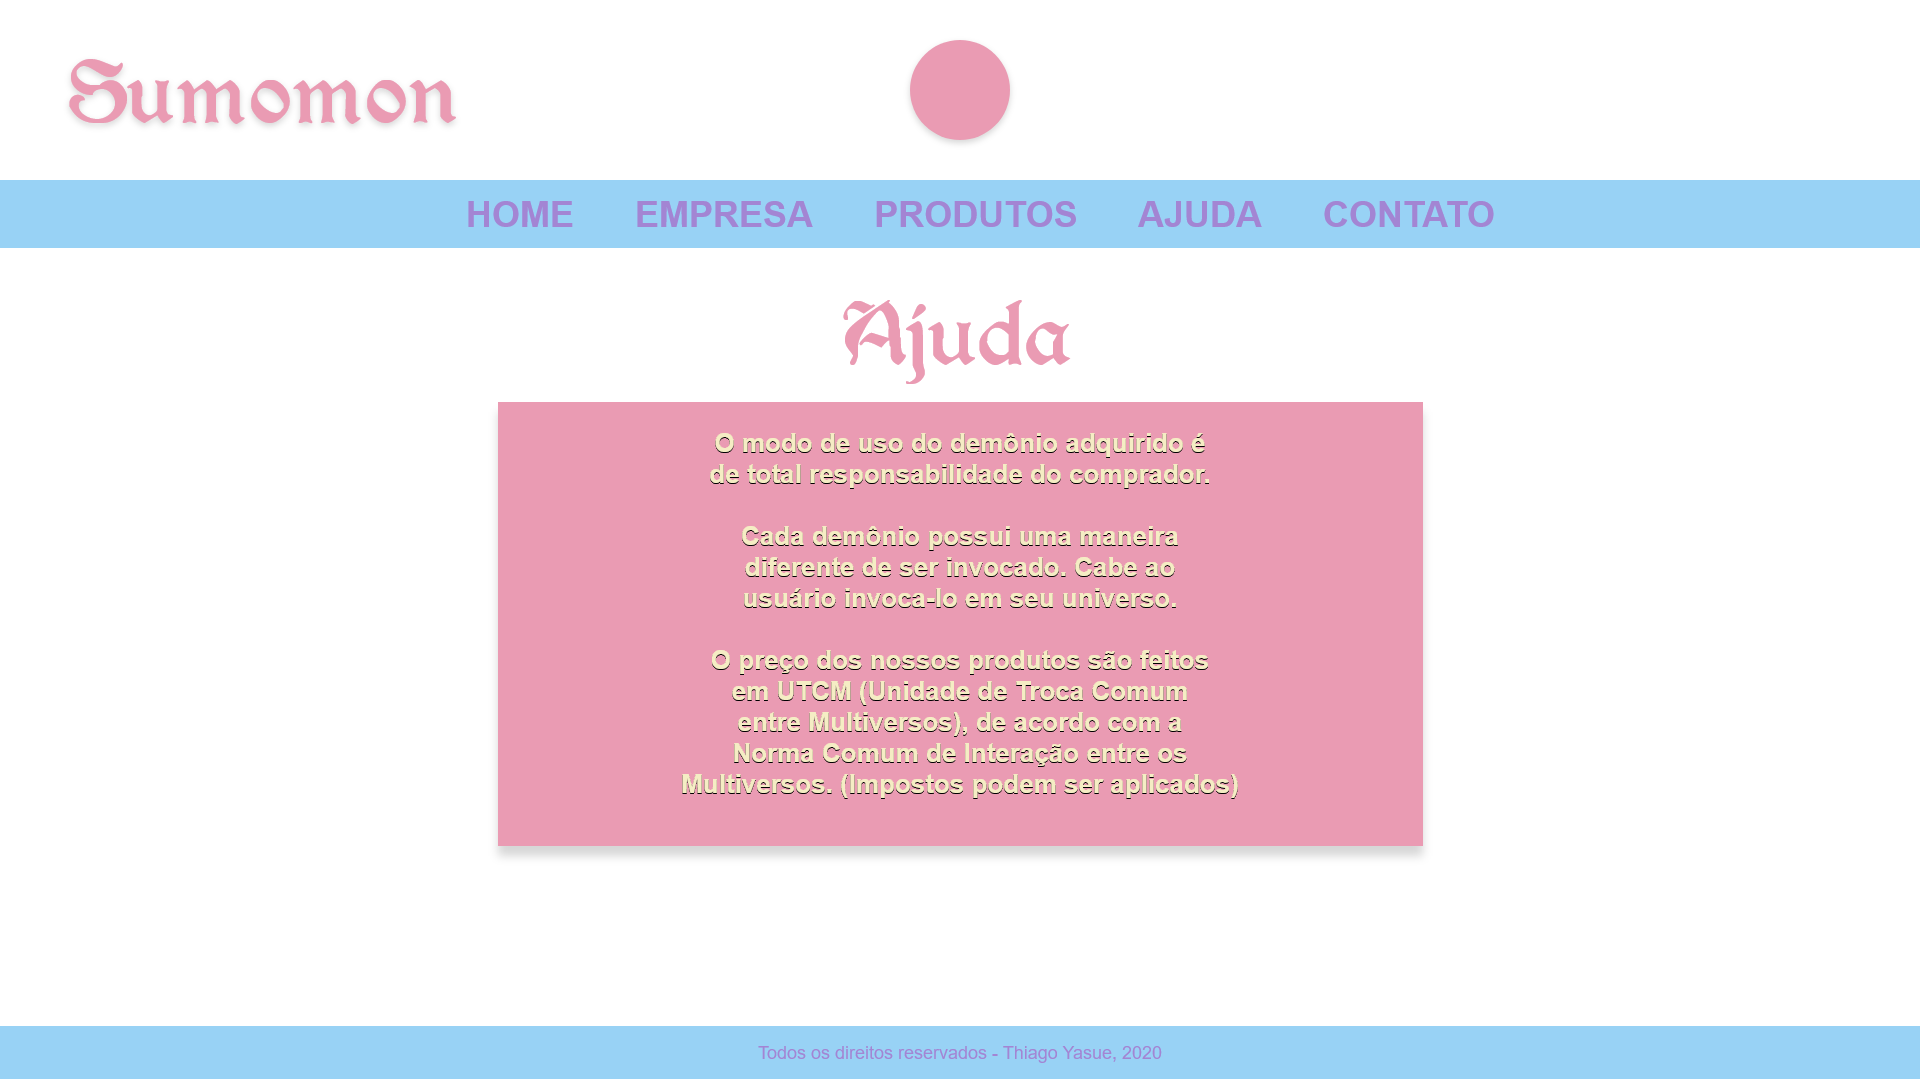 Sumomon
HOME EMPRESA PRODUTOS AJUDA CONTATO
Ajuda
O modo de uso do demônio adquirido é
de total responsabilidade do comprador.
Cada demônio possui uma maneira
diferente de ser invocado. Cabe ao
usuário invoca-lo em seu universo.
O preço dos nossos produtos são feitos
em UTCM (Unidade de Troca Comum
entre Multiversos), de acordo com a
Norma Comum de Interação entre os
Multiversos. (Impostos podem ser aplicados)
Todos os direitos reservados - Thiago Yasue, 2020